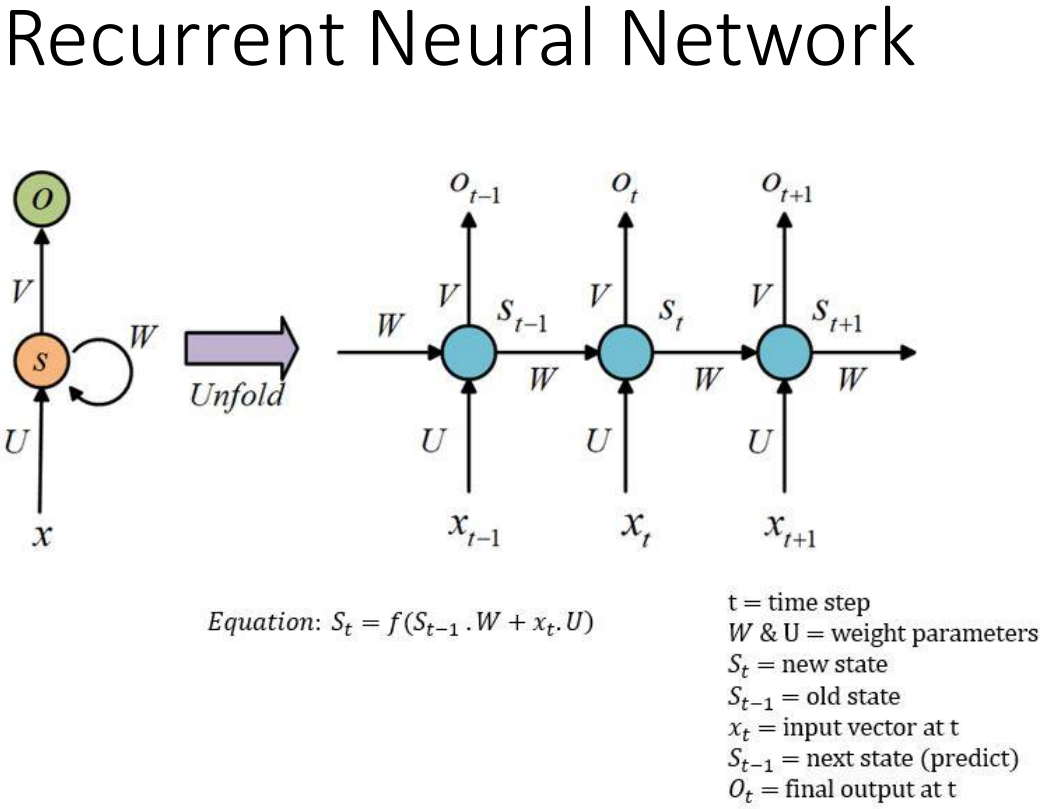 Recurrent Neural Network
O
V
S
W
U
x
Unfold
O_{t-1} O_t O_{t+1}
V S_{t-1} V S_t V S_{t+1}
W W W W
U U U
x_{t-1} x_t x_{t+1}
Equation: S_t = f(S_{t-1} . W + x_t . U)
t = time step
W & U = weight parameters
S_t = new state
S_{t-1} = old state
x_t = input vector at t
S_{t-1} = next state (predict)
O_t = final output at t